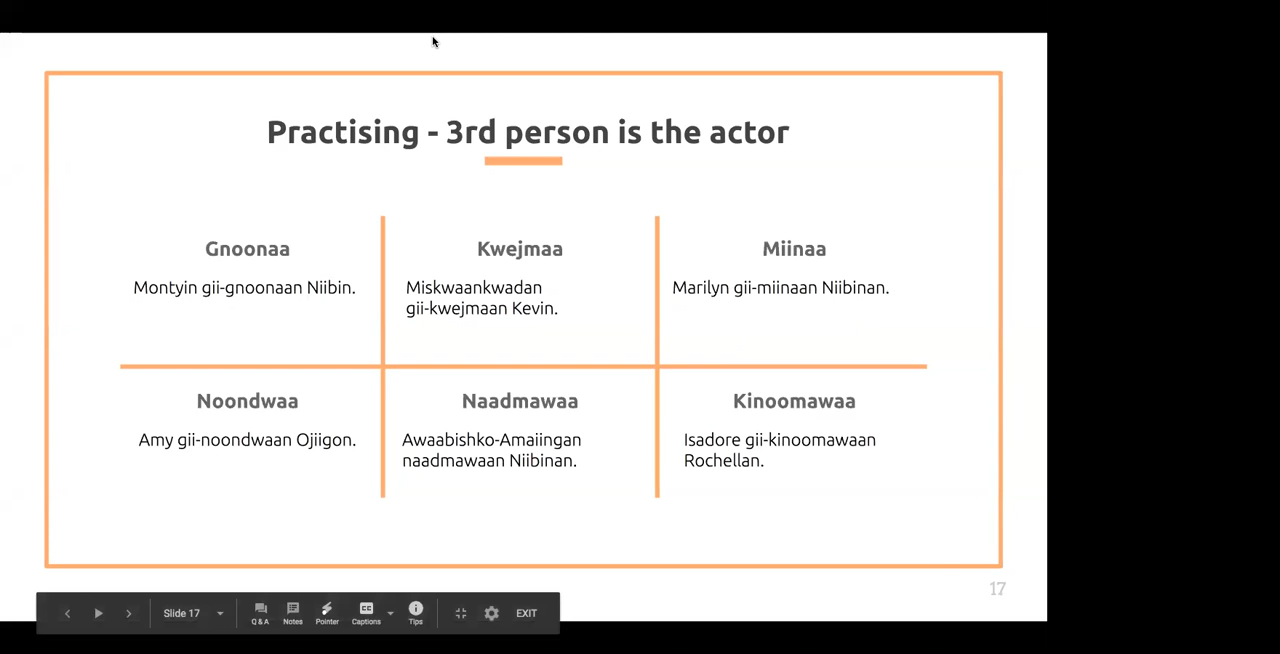 Practising - 3rd person is the actor
Gnoonaa
Montyin gii-gnoonaan Niibin.
Kwejmaa
Miskwaankwadan
gii-kwejmaan Kevin.
Miinaa
Marilyn gii-miinaan Niibinan.
Noondwaa
Amy gii-noondwaan Ojiigon.
Naadmawaa
Awaabishko-Amaiingan
naadmawaan Niibinan.
Kinoomawaa
Isadore gii-kinoomawaan
Rochellan.
17
Slide 17
Q & A
Notes
Pointer
CC
Captions
Tips
EXIT